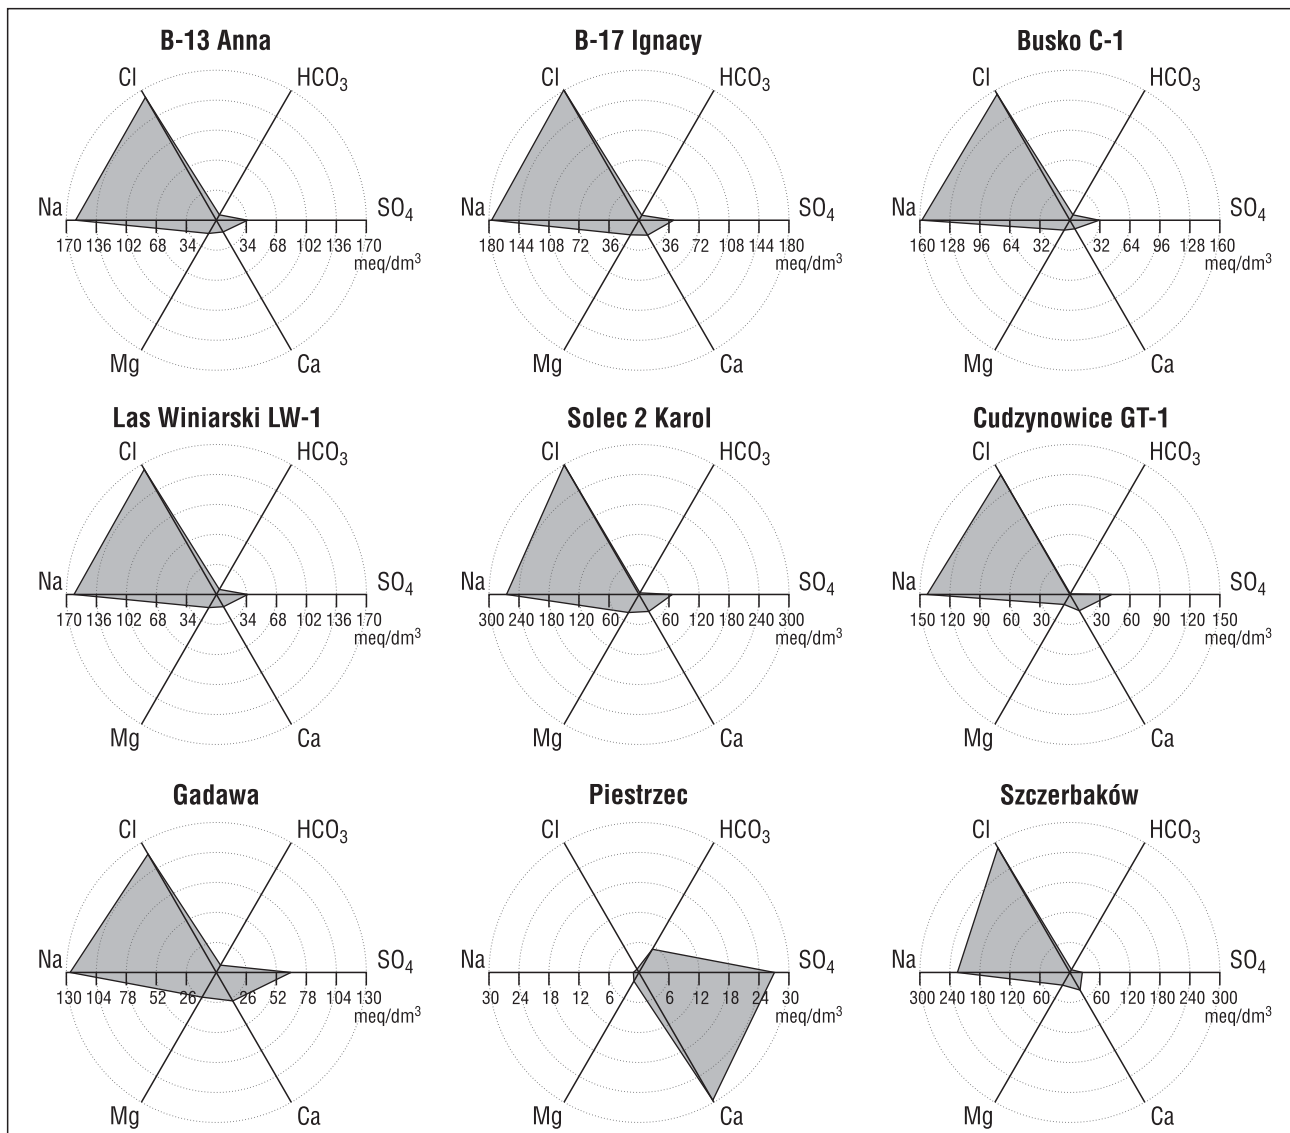 B-13 Anna
Cl
HCO3
Na
SO4
170 136 102 68 34 34 68 102 136 170
meq/dm³
Mg
Ca
B-17 Ignacy
Cl
HCO3
Na
SO4
180 144 108 72 36 36 72 108 144 180
meq/dm³
Mg
Ca
Busko C-1
Cl
HCO3
Na
SO4
160 128 96 64 32 32 64 96 128 160
meq/dm³
Mg
Ca
Las Winiarski LW-1
Cl
HCO3
Na
SO4
170 136 102 68 34 34 68 102 136 170
meq/dm³
Mg
Ca
Solec 2 Karol
Cl
HCO3
Na
SO4
300 240 180 120 60 60 120 180 240 300
meq/dm³
Mg
Ca
Cudzynowice GT-1
Cl
HCO3
Na
SO4
150 120 90 60 30 30 60 90 120 150
meq/dm³
Mg
Ca
Gadawa
Cl
HCO3
Na
SO4
130 104 78 52 26 26 52 78 104 130
meq/dm³
Mg
Ca
Piestrzec
Cl
HCO3
Na
SO4
30 24 18 12 6 6 12 18 24 30
meq/dm³
Mg
Ca
Szczerbaków
Cl
HCO3
Na
SO4
300 240 180 120 60 60 120 180 240 300
meq/dm³
Mg
Ca